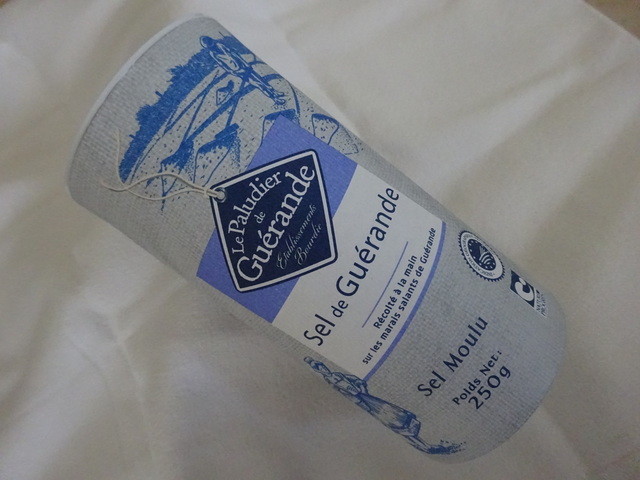 Le Paludier
de
Guérande
Etablissements
Bourdic
Sel de Guérande
Récolté à la main
sur les marais salants de Guérande
Sel Moulu
Poids Net:
250g